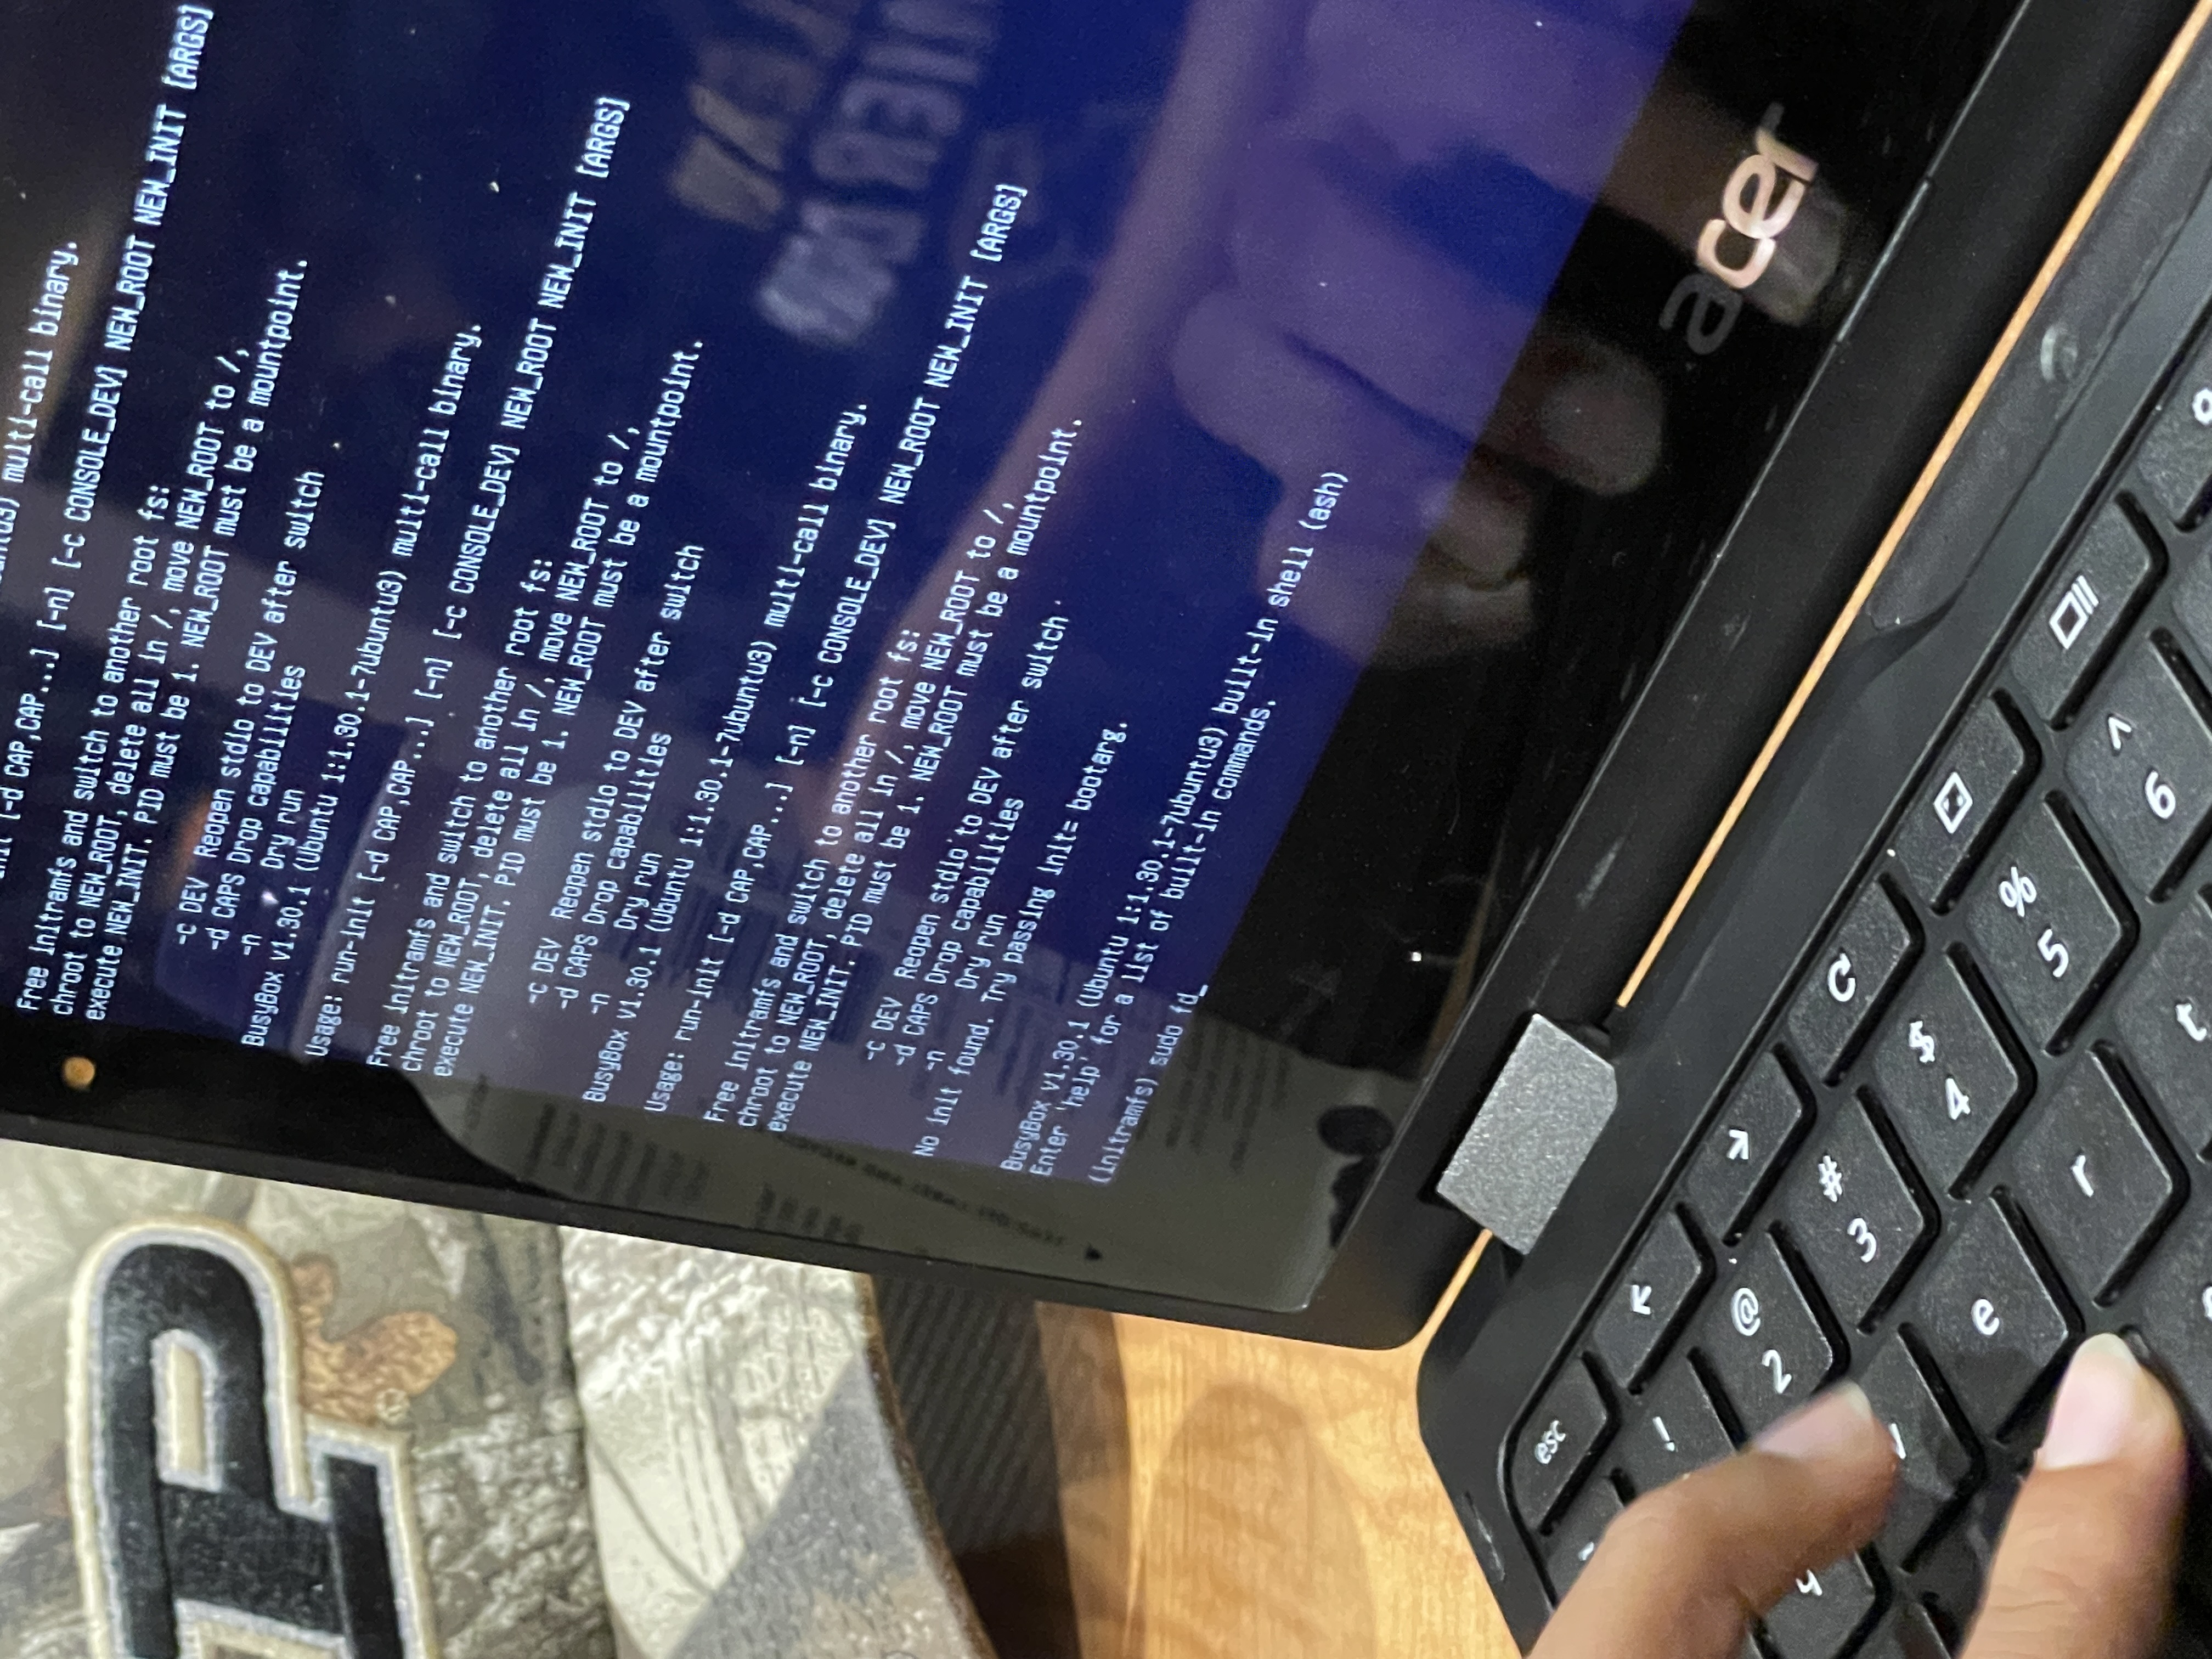 P
multi-call binary.
[-d CAP,CAP...] [-n] [-c CONSOLE_DEV] NEW_ROOT NEW_INIT [ARGS]
Free initramfs and switch to another root fs:
chroot to NEW_ROOT, delete all in /, move NEW_ROOT to /,
execute NEW_INIT. PID must be 1. NEW_ROOT must be a mountpoint.
-c DEV Reopen stdio to DEV after switch
-d CAPS Drop capabilities
-n Dry run
BusyBox v1.30.1 (Ubuntu 1:1.30.1-7ubuntu3) multi-call binary.
Usage: run-init [-d CAP,CAP...] [-n] [-c CONSOLE_DEV] NEW_ROOT NEW_INIT [ARGS]
Free initramfs and switch to another root fs:
chroot to NEW_ROOT, delete all in /, move NEW_ROOT to /,
execute NEW_INIT. PID must be 1. NEW_ROOT must be a mountpoint.
-c DEV Reopen stdio to DEV after switch
-d CAPS Drop capabilities
-n Dry run
BusyBox v1.30.1 (Ubuntu 1:1.30.1-7ubuntu3) multi-call binary.
Usage: run-init [-d CAP,CAP...] [-n] [-c CONSOLE_DEV] NEW_ROOT NEW_INIT [ARGS]
Free initramfs and switch to another root fs:
chroot to NEW_ROOT, delete all in /, move NEW_ROOT to /,
execute NEW_INIT. PID must be 1. NEW_ROOT must be a mountpoint.
-c DEV Reopen stdio to DEV after switch
-d CAPS Drop capabilities
-n Dry run
No init found. Try passing init= bootarg.
BusyBox v1.30.1 (Ubuntu 1:1.30.1-7ubuntu3) built-in shell (ash)
Enter 'help' for a list of built-in commands.
(initramfs) sudo fd_
acer
esc
!
@ 2
# 3
$ 4
% 5
^ 6
e
r
t